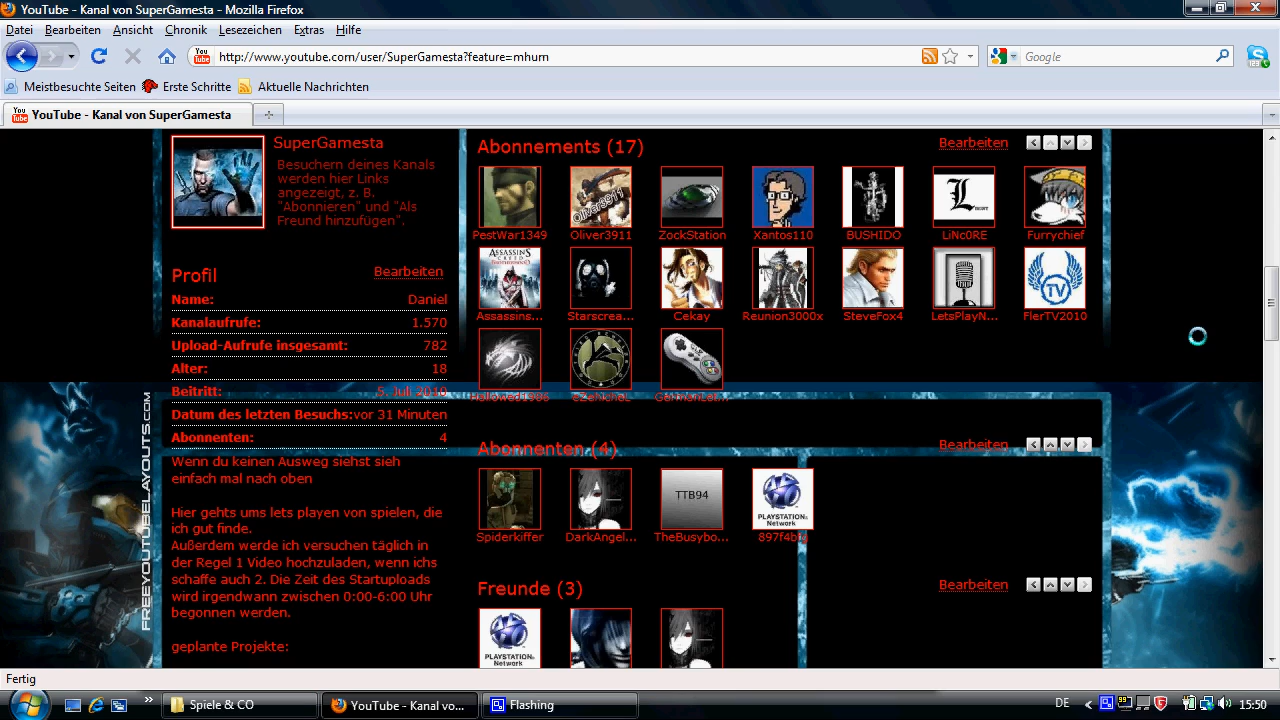 YouTube - Kanal von SuperGamesta - Mozilla Firefox
Datei Bearbeiten Ansicht Chronik Lesezeichen Extras Hilfe
http://www.youtube.com/user/SuperGamesta?feature=mhum
Google
Meistbesuchte Seiten Erste Schritte Aktuelle Nachrichten
YouTube - Kanal von SuperGamesta
SuperGamesta
Besuchern deines Kanals
werden hier Links
angezeigt, z. B.
"Abonnieren" und "Als
Freund hinzufügen".
Profil Bearbeiten
Name: Daniel
Kanalaufrufe: 1.570
Upload-Aufrufe insgesamt: 782
Alter: 18
Beitritt: 5. Juli 2010
Datum des letzten Besuchs: vor 31 Minuten
Abonnenten: 4
Wenn du keinen Ausweg siehst sieh
einfach mal nach oben
Hier gehts ums lets playen von spielen, die
ich gut finde.
Außerdem werde ich versuchen täglich in
der Regel 1 Video hochzuladen, wenn ichs
schaffe auch 2. Die Zeit des Startuploads
wird irgendwann zwischen 0:00-6:00 Uhr
begonnen werden.
geplante Projekte:
FREEYOUTUBELAYOUTS.COM
Abonnements (17) Bearbeiten
PestWar1349 Oliver3911 ZockStation Xantos110 BUSHIDO LiNc0RE Furrychief
Assassins... Starscrea... Cekay Reunion3000x SteveFox4 LetsPlayN... FlerTV2010
Hallowed1986
Abonnenten (4) Bearbeiten
TTB94
PLAYSTATION
Network
Spiderkiffer DarkAngel... TheBusybo... 897f4b1g
Freunde (3) Bearbeiten
PLAYSTATION
Network
Fertig
Spiele & CO YouTube - Kanal vo... Flashing DE 15:50